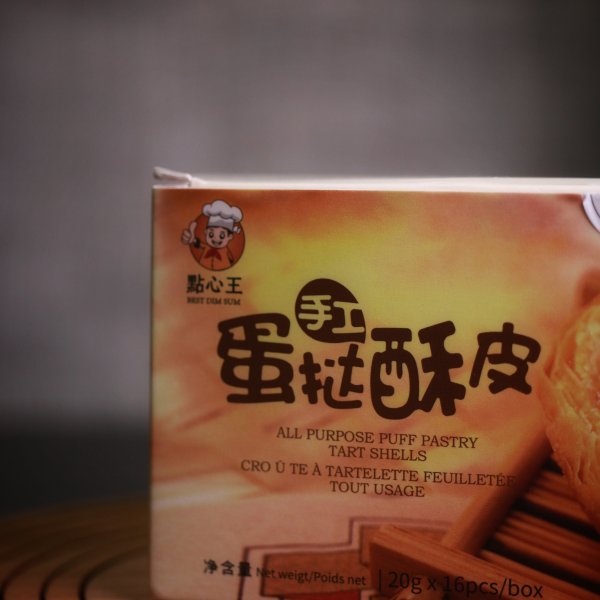 點心王
BEST DIM SUM
手工
蛋挞酥皮
ALL PURPOSE PUFF PASTRY
TART SHELLS
CRO Û TE À TARTELETTE FEUILLETÉE
TOUT USAGE
净含量 Net weigt/Poids net | 20g x 16pcs/box